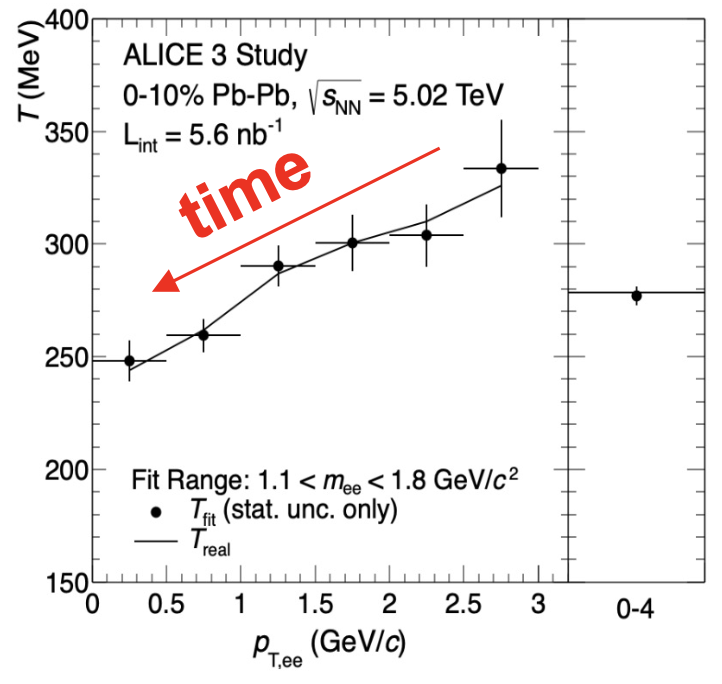 400
T (MeV)
ALICE 3 Study
0-10% Pb-Pb, √sNN = 5.02 TeV
Lint = 5.6 nb-1
350
time
300
250
200
Fit Range: 1.1 < mee < 1.8 GeV/c2
Tfit (stat. unc. only)
Treal
150
0 0.5 1 1.5 2 2.5 3 0-4
pT,ee (GeV/c)